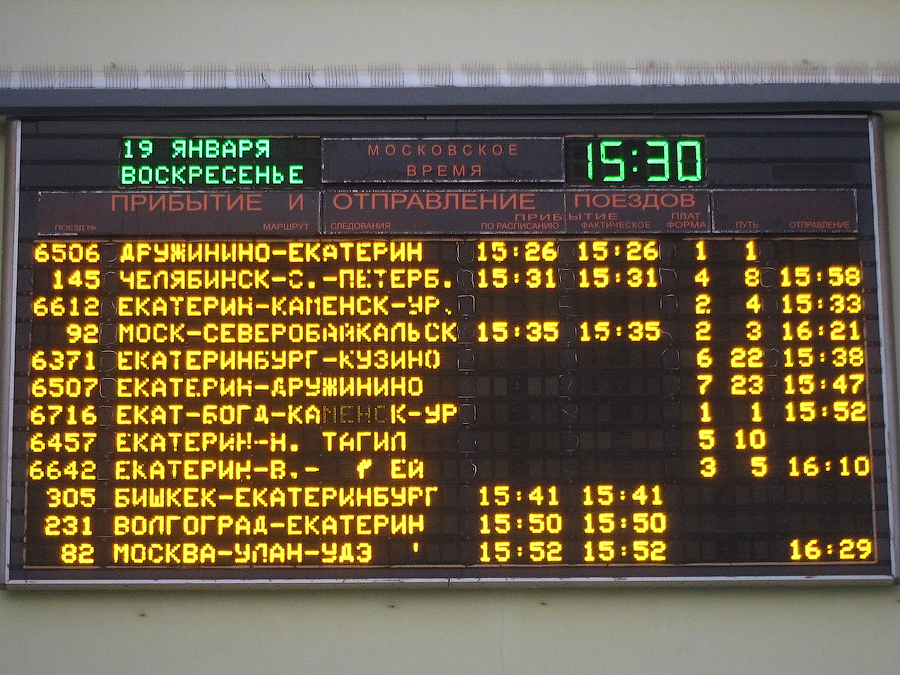 19 ЯНВАРЯ
ВОСКРЕСЕНЬЕ
МОСКОВСКОЕ
ВРЕМЯ
15:30
ПРИБЫТИЕ И ОТПРАВЛЕНИЕ ПОЕЗДОВ
ПРИБЫТИЕ
ПОЕЗД № МАРШРУТ СЛЕДОВАНИЯ ПО РАСПИСАНИЮ ФАКТИЧЕСКОЕ ПЛАТ ФОРМА ПУТЬ ОТПРАВЛЕНИЕ
6506 ДРУЖИНИНО-ЕКАТЕРИН 15:26 15:26 1 1
145 ЧЕЛЯБИНСК-С.-ПЕТЕРБ. 15:31 15:31 4 8 15:58
6612 ЕКАТЕРИН-КАМЕНСК-УР. 2 4 15:33
92 МОСК-СЕВЕРОБАЙКАЛЬСК 15:35 15:35 2 3 16:21
6371 ЕКАТЕРИНБУРГ-КУЗИНО 6 22 15:38
6507 ЕКАТЕРИН-ДРУЖИНИНО 7 23 15:47
6716 ЕКАТ-БОГД-КАМЕНСК-УР 1 1 15:52
6457 ЕКАТЕРИН-Н. ТАГИЛ 5 10
6642 ЕКАТЕРИН-В.- ЕЙ 3 5 16:10
305 БИШКЕК-ЕКАТЕРИНБУРГ 15:41 15:41
231 ВОЛГОГРАД-ЕКАТЕРИН 15:50 15:50
82 МОСКВА-УЛАН-УДЭ 15:52 15:52 16:29